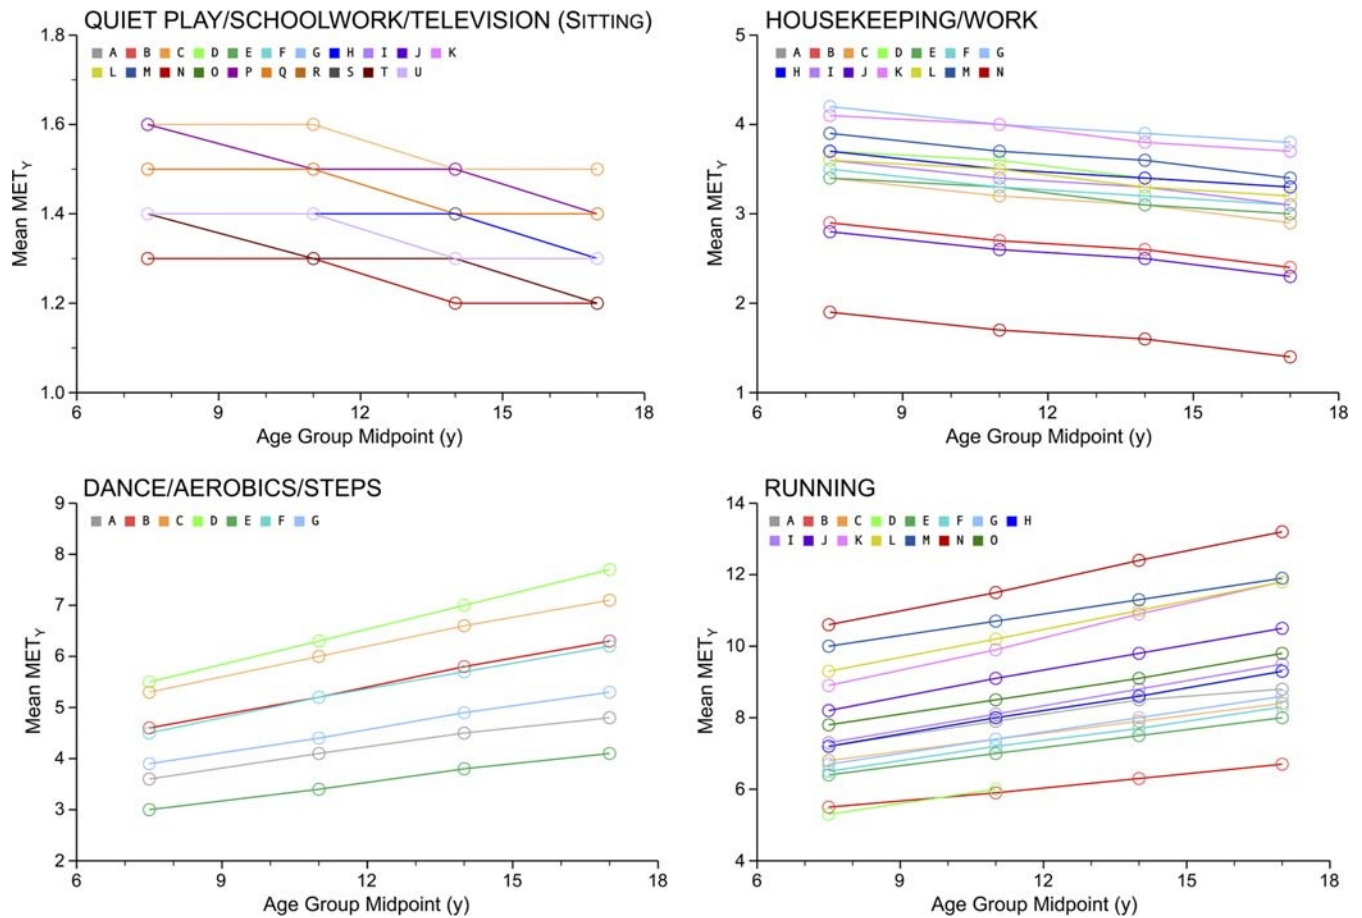 QUIET PLAY/SCHOOLWORK/TELEVISION (SITTING)
A B C D E F G H I J K
L M N O P Q R S T U
1.8
1.6
1.4
1.2
1.0
Mean METY
6 9 12 15 18
Age Group Midpoint (y)
HOUSEKEEPING/WORK
A B C D E F G
H I J K L M N
5
4
3
2
1
Mean METY
6 9 12 15 18
Age Group Midpoint (y)
DANCE/AEROBICS/STEPS
A B C D E F G
9
8
7
6
5
4
3
2
Mean METY
6 9 12 15 18
Age Group Midpoint (y)
RUNNING
A B C D E F G H
I J K L M N O
14
12
10
8
6
4
Mean METY
6 9 12 15 18
Age Group Midpoint (y)